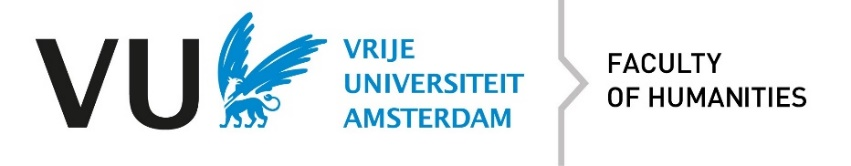 VU
VRIJE
UNIVERSITEIT
AMSTERDAM
FACULTY
OF HUMANITIES